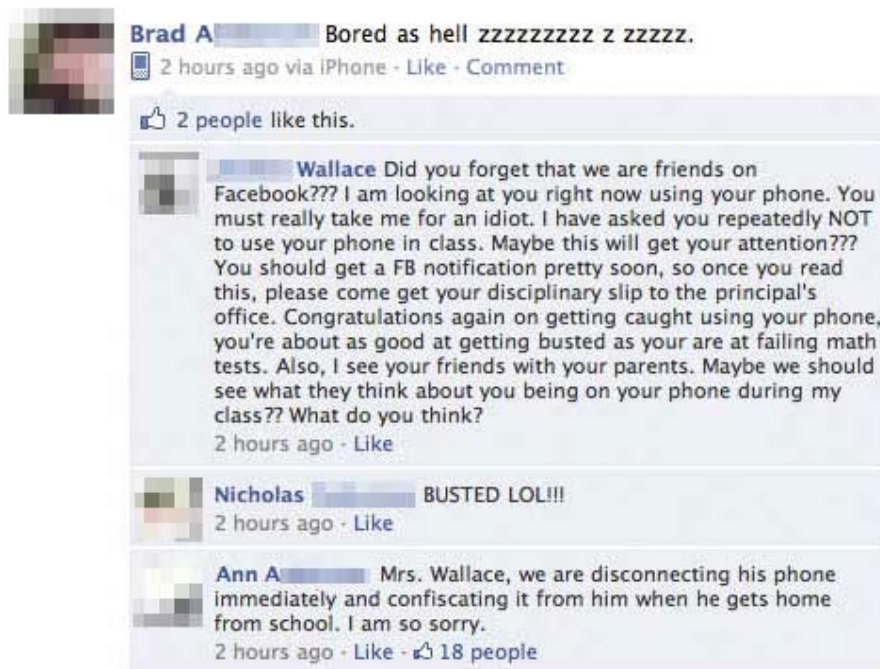 Brad A Bored as hell zzzzzzzzz z zzzzz.
2 hours ago via iPhone · Like · Comment
2 people like this.
Wallace Did you forget that we are friends on
Facebook??? I am looking at you right now using your phone. You
must really take me for an idiot. I have asked you repeatedly NOT
to use your phone in class. Maybe this will get your attention???
You should get a FB notification pretty soon, so once you read
this, please come get your disciplinary slip to the principal's
office. Congratulations again on getting caught using your phone,
you're about as good at getting busted as your are at failing math
tests. Also, I see your friends with your parents. Maybe we should
see what they think about you being on your phone during my
class?? What do you think?
2 hours ago · Like
Nicholas BUSTED LOL!!!
2 hours ago · Like
Ann A Mrs. Wallace, we are disconnecting his phone
immediately and confiscating it from him when he gets home
from school. I am so sorry.
2 hours ago · Like · 18 people